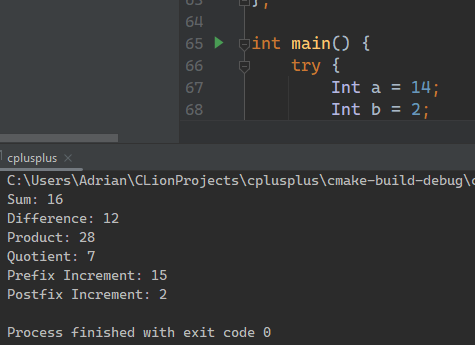 };
64
65 int main() {
66 try {
67 Int a = 14;
68 Int b = 2;
cplusplus ×
C:\Users\Adrian\CLionProjects\cplusplus\cmake-build-debug\
Sum: 16
Difference: 12
Product: 28
Quotient: 7
Prefix Increment: 15
Postfix Increment: 2
Process finished with exit code 0